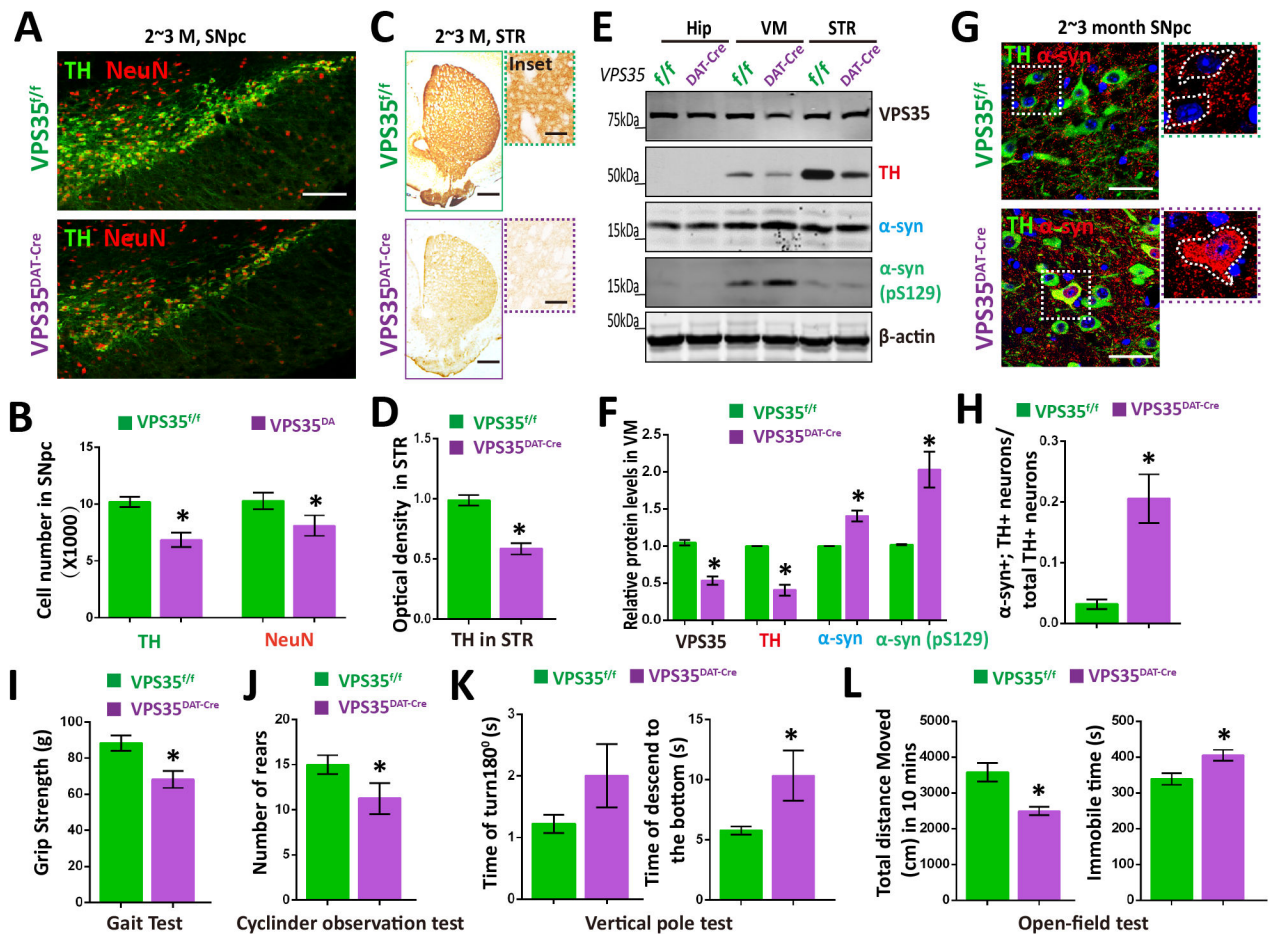 A
2~3 M, SNpc
TH NeuN
VPS35f/f
TH NeuN
VPS35DAT-Cre
C
2~3 M, STR
Inset
VPS35f/f
VPS35DAT-Cre
E
Hip VM STR
VPS35 f/f DAT-Cre f/f DAT-Cre f/f DAT-Cre
75kDa VPS35
50kDa TH
15kDa α-syn
15kDa α-syn
(pS129)
50kDa β-actin
G
2~3 month SNpc
TH α-syn
VPS35f/f
TH α-syn
VPS35DAT-Cre
B
VPS35f/f VPS35DA
Cell number in SNpc
(X1000)
15
10
5
0
*
*
TH NeuN
D
VPS35f/f
VPS35DAT-Cre
Optical density in STR
1.5
1.0
0.5
0.0
*
TH in STR
F
VPS35f/f
VPS35DAT-Cre
Relative protein levels in VM
2.5
2.0
1.5
1.0
0.5
0.0
*
*
*
*
VPS35 TH α-syn α-syn (pS129)
H
VPS35f/f VPS35DAT-Cre
α-syn+; TH+ neurons/
total TH+ neurons
0.3
0.2
0.1
0.0
*
I
VPS35f/f
VPS35DAT-Cre
Grip Strength (g)
100
80
60
40
20
0
*
Gait Test
J
VPS35f/f
VPS35DAT-Cre
Number of rears
20
15
10
5
0
*
Cyclinder observation test
K
VPS35f/f VPS35DAT-Cre
Time of turn180⁰ (s)
3
2
1
0
Time of descend to
the bottom (s)
15
10
5
0
*
Vertical pole test
L
VPS35f/f VPS35DAT-Cre
Total distance Moved
(cm) in 10 mins
5000
4000
3000
2000
1000
0
*
Immobile time (s)
500
400
300
200
100
0
*
Open-field test